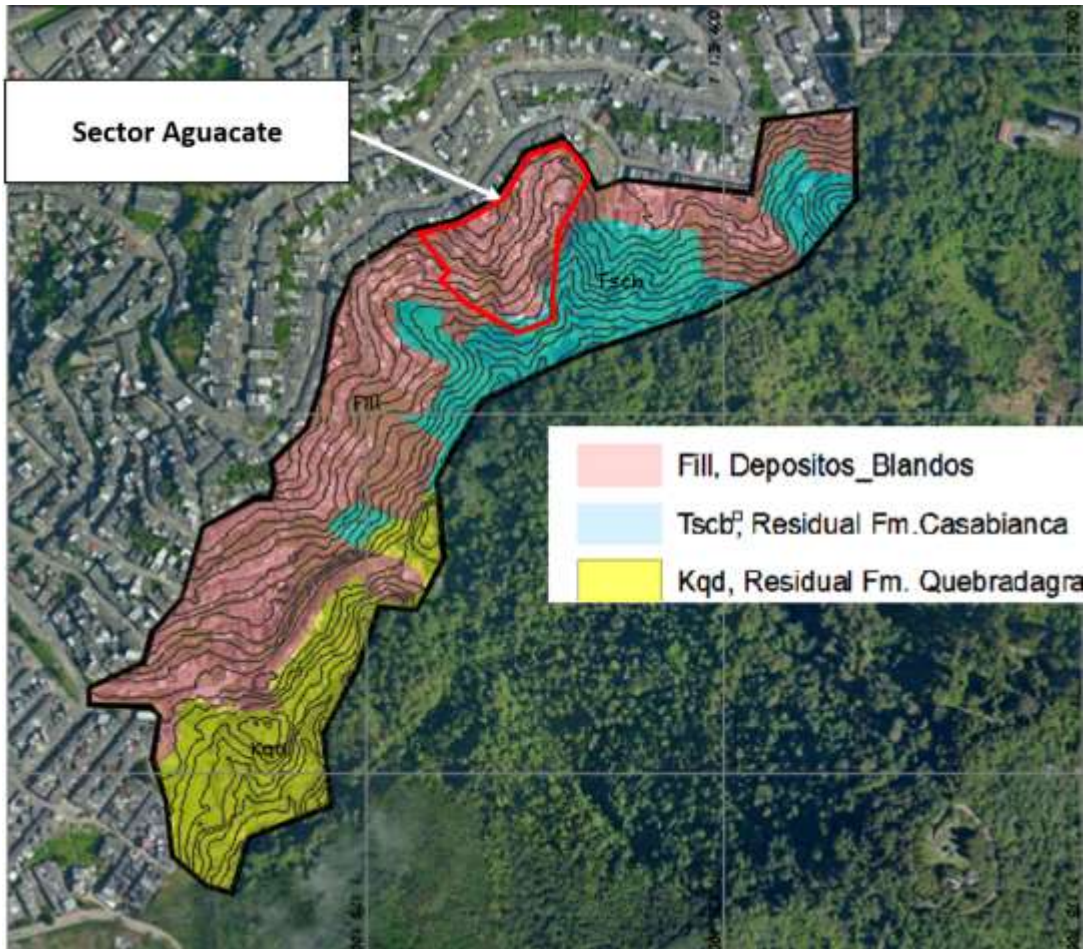 Sector Aguacate
Tscb
Fill
Kqd
Fill, Depositos_Blandos
Tscb, Residual Fm.Casabianca
Kqd, Residual Fm. Quebradagra